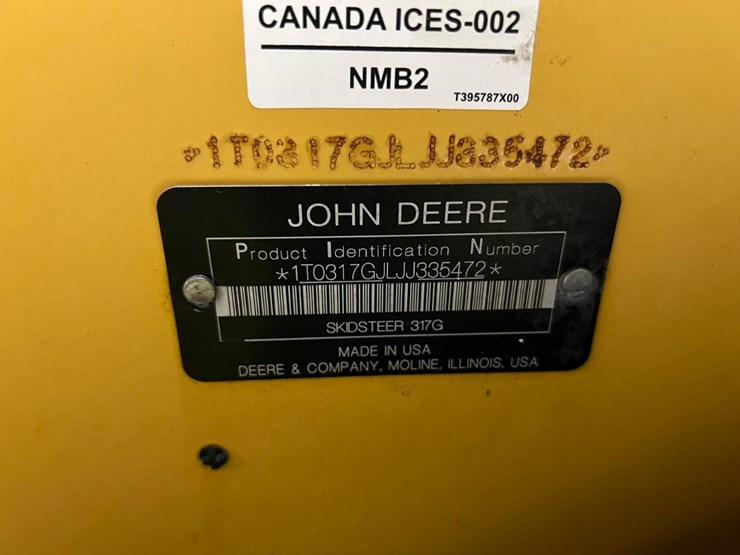 CANADA ICES-002
NMB2
T395787X00
*1T0317GJLJJ335472*
JOHN DEERE
Product Identification Number
*1T0317GJLJJ335472*
SKIDSTEER 317G
MADE IN USA
DEERE & COMPANY, MOLINE, ILLINOIS, USA